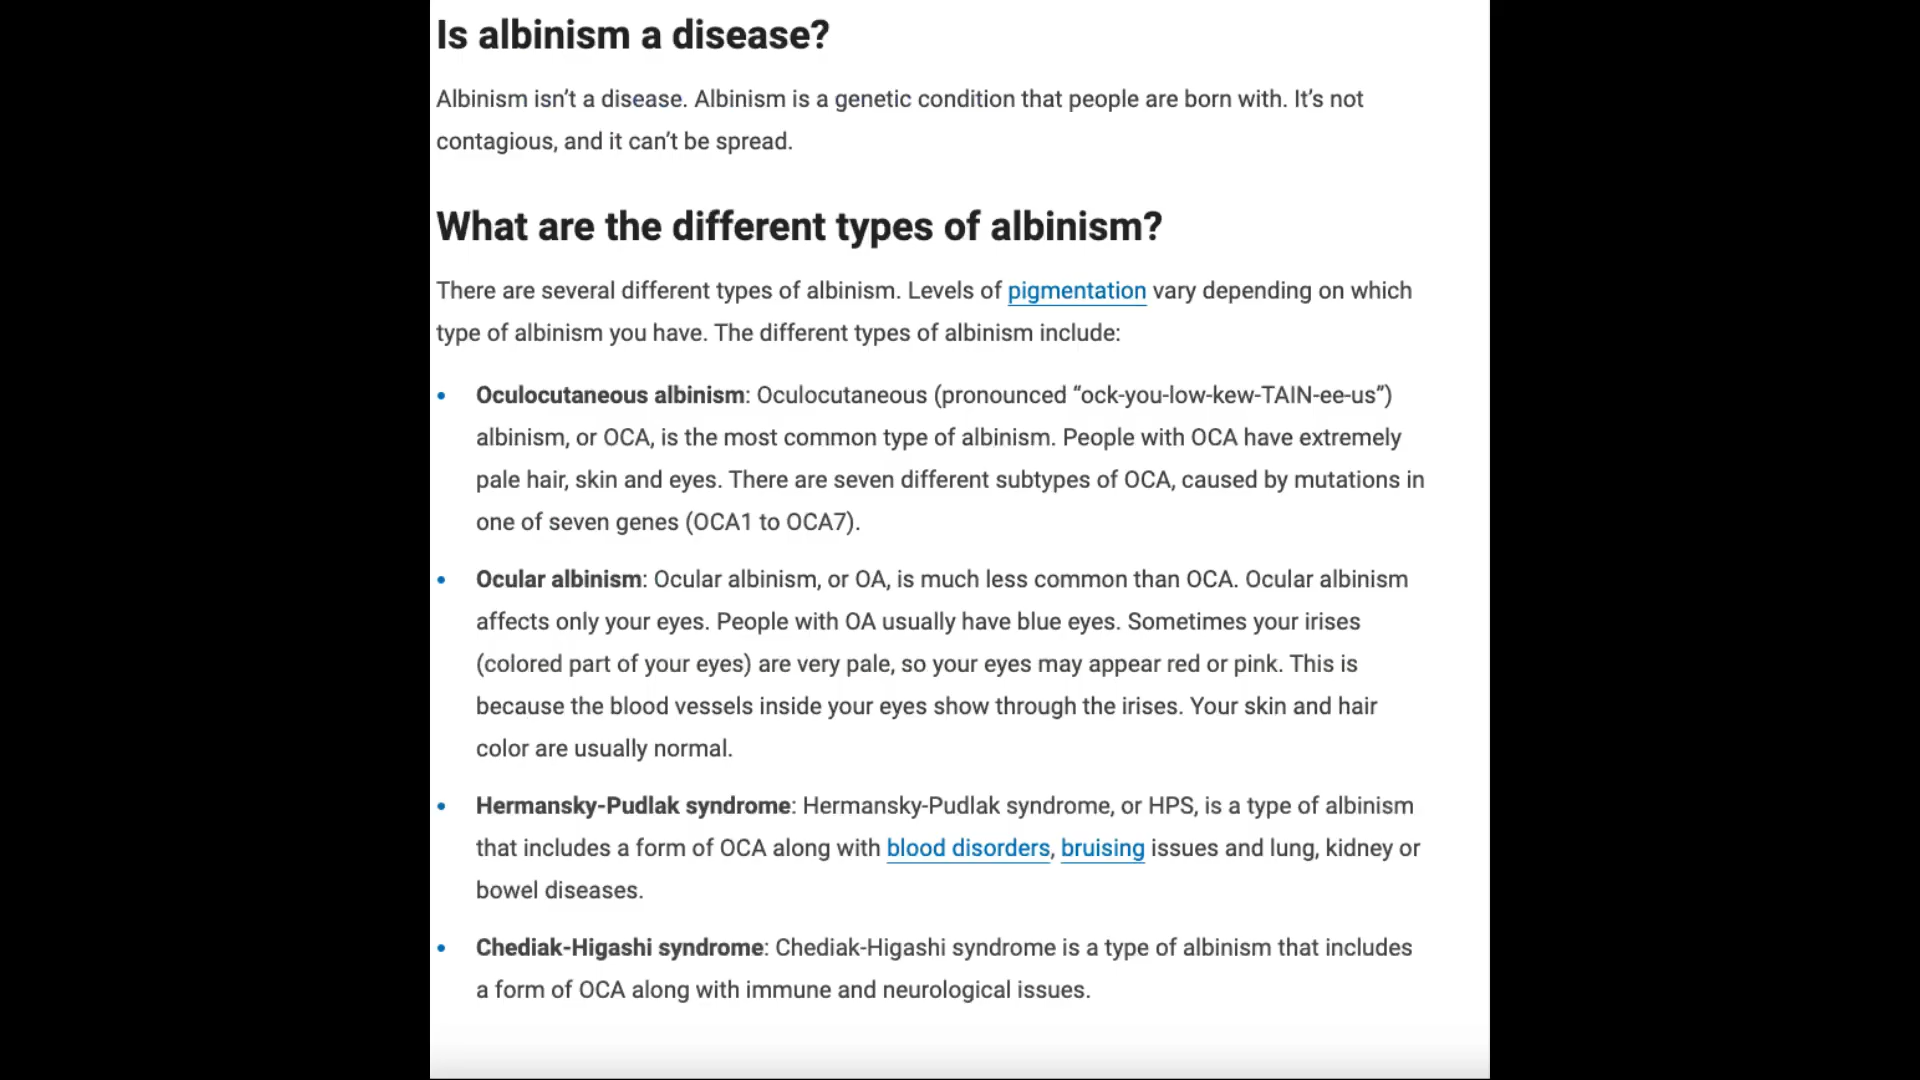 Is albinism a disease?
Albinism isn’t a disease. Albinism is a genetic condition that people are born with. It’s not
contagious, and it can’t be spread.
What are the different types of albinism?
There are several different types of albinism. Levels of pigmentation vary depending on which
type of albinism you have. The different types of albinism include:
• Oculocutaneous albinism: Oculocutaneous (pronounced “ock-you-low-kew-TAIN-ee-us”)
albinism, or OCA, is the most common type of albinism. People with OCA have extremely
pale hair, skin and eyes. There are seven different subtypes of OCA, caused by mutations in
one of seven genes (OCA1 to OCA7).
• Ocular albinism: Ocular albinism, or OA, is much less common than OCA. Ocular albinism
affects only your eyes. People with OA usually have blue eyes. Sometimes your irises
(colored part of your eyes) are very pale, so your eyes may appear red or pink. This is
because the blood vessels inside your eyes show through the irises. Your skin and hair
color are usually normal.
• Hermansky-Pudlak syndrome: Hermansky-Pudlak syndrome, or HPS, is a type of albinism
that includes a form of OCA along with blood disorders, bruising issues and lung, kidney or
bowel diseases.
• Chediak-Higashi syndrome: Chediak-Higashi syndrome is a type of albinism that includes
a form of OCA along with immune and neurological issues.